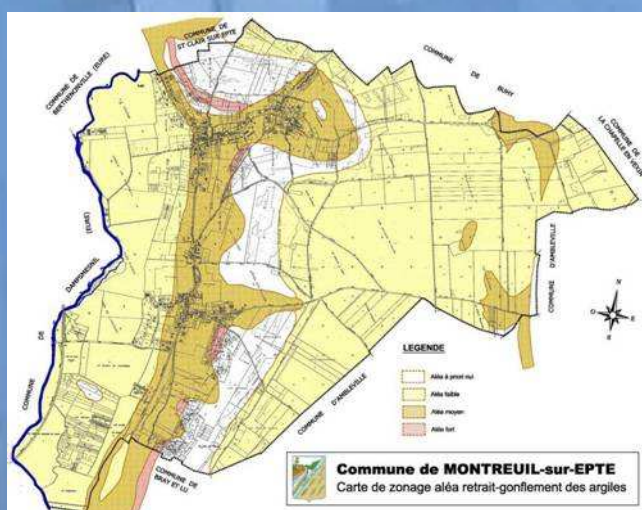 COMMUNE DE
ST CLAIR SUR EPTE
COMMUNE DE
BERTHENONVILLE (EURE)
COMMUNE DE BUHY
COMMUNE DE
LA CHAPELLE EN VEXIN
COMMUNE D'AMBLEVILLE
COMMUNE DE DAMPSMESNIL (EURE)
COMMUNE D'AMBLEVILLE
COMMUNE DE
BRAY ET LU
N
O
E
S
LEGENDE
Aléa à priori nul
Aléa faible
Aléa moyen
Aléa fort
Commune de MONTREUIL-sur-EPTE
Carte de zonage aléa retrait-gonflement des argiles